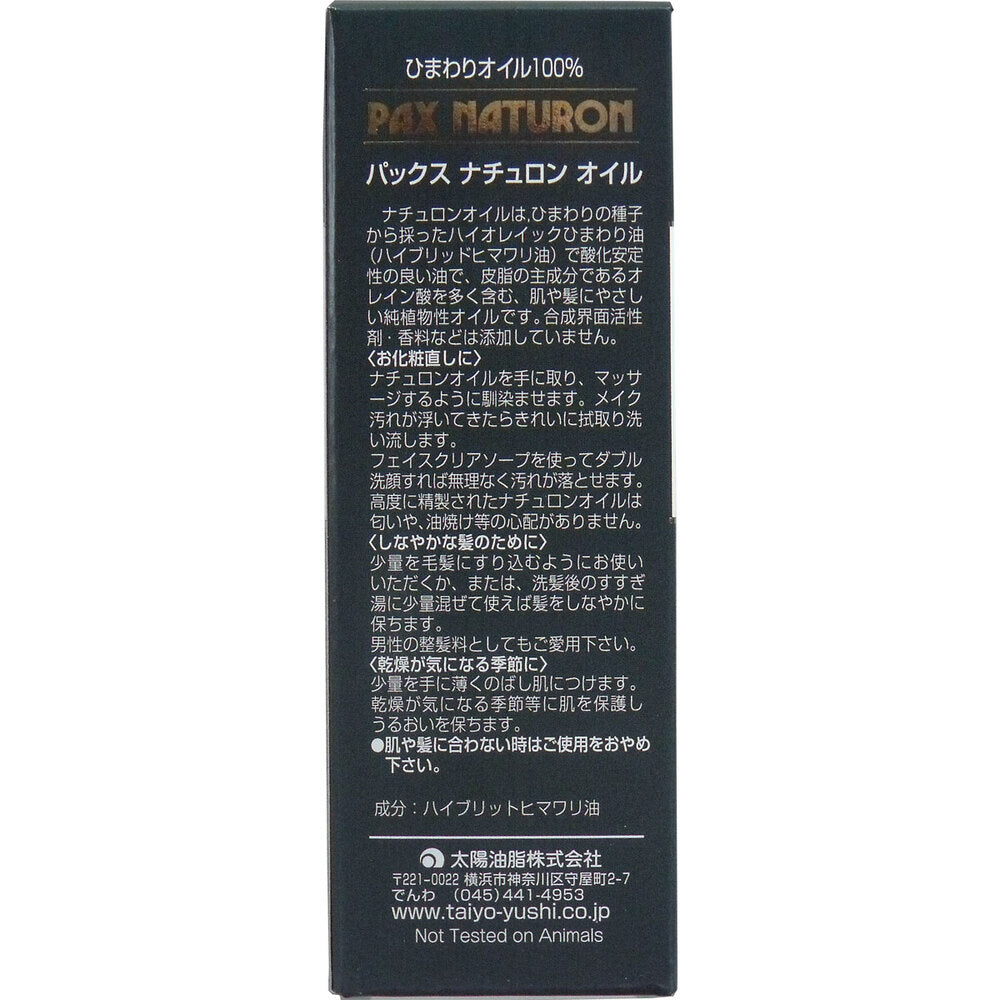 ひまわりオイル100%
PAX NATURON
パックス ナチュロン オイル
ナチュロンオイルは,ひまわりの種子
から採ったハイオレイックひまわり油
(ハイブリッドヒマワリ油)で酸化安定
性の良い油で、皮脂の主成分であるオ
レイン酸を多く含む、肌や髪にやさし
い純植物性オイルです。合成界面活性
剤・香料などは添加していません。
〈お化粧直しに〉
ナチュロンオイルを手に取り、マッサ
ージするように馴染ませます。メイク
汚れが浮いてきたらきれいに拭取り洗
い流します。
フェイスクリアソープを使ってダブル
洗顔すれば無理なく汚れが落とせます。
高度に精製されたナチュロンオイルは
匂いや、油焼け等の心配がありません。
〈しなやかな髪のために〉
少量を毛髪にすり込むようにお使い
いただくか、または、洗髪後のすすぎ
湯に少量混ぜて使えば髪をしなやかに
保ちます。
男性の整髪料としてもご愛用下さい。
〈乾燥が気になる季節に〉
少量を手に薄くのばし肌につけます。
乾燥が気になる季節等に肌を保護し
うるおいを保ちます。
●肌や髪に合わない時はご使用をおやめ
下さい。
成分：ハイブリットヒマワリ油
太陽油脂株式会社
〒221-0022 横浜市神奈川区守屋町2-7
でんわ (045)441-4953
www.taiyo-yushi.co.jp
Not Tested on Animals